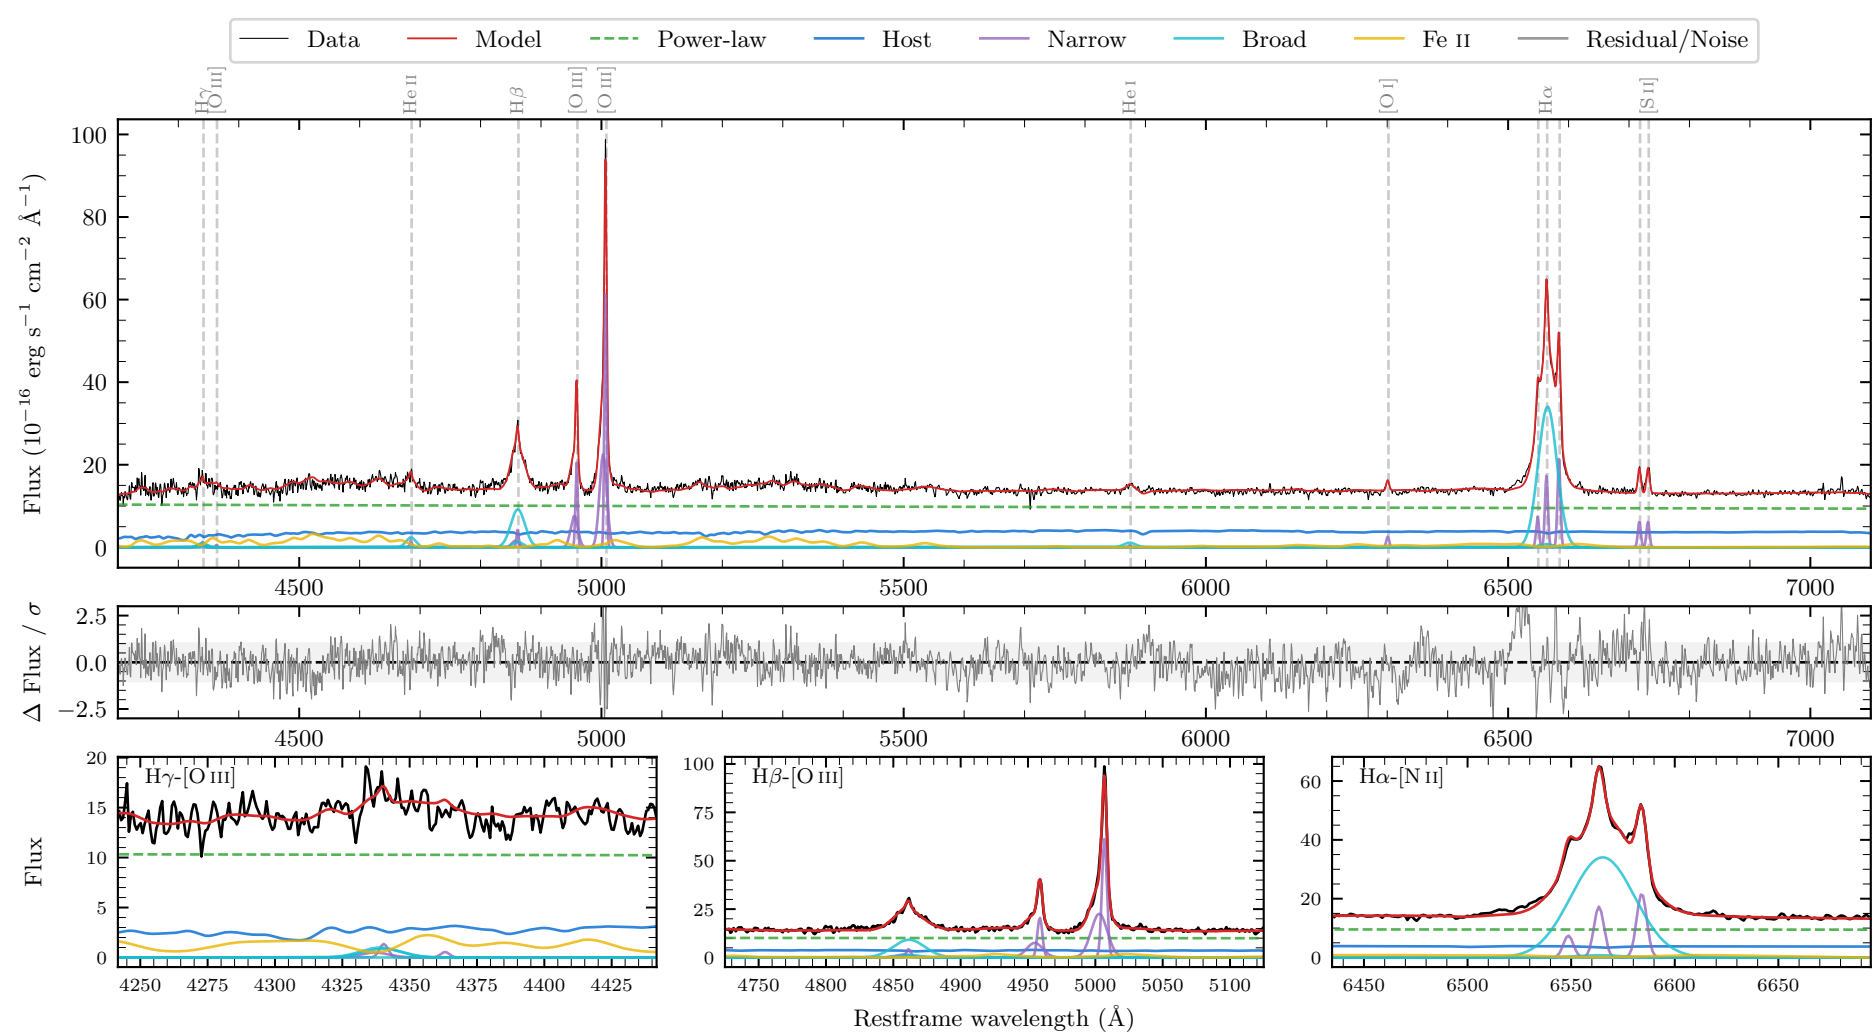 Data Model Power-law Host Narrow Broad Fe II Residual/Noise
Hγ [O III] He II Hβ [O III] [O III] He I [O I] Hα [S II]
Flux (10⁻¹⁶ erg s⁻¹ cm⁻² Å⁻¹)
100
80
60
40
20
0
4500 5000 5500 6000 6500 7000
Δ Flux / σ
2.5
0.0
−2.5
4500 5000 5500 6000 6500 7000
Flux
Hγ-[O III]
20
15
10
5
0
4250 4275 4300 4325 4350 4375 4400 4425
Hβ-[O III]
100
75
50
25
0
4750 4800 4850 4900 4950 5000 5050 5100
Hα-[N II]
60
40
20
0
6450 6500 6550 6600 6650
Restframe wavelength (Å)